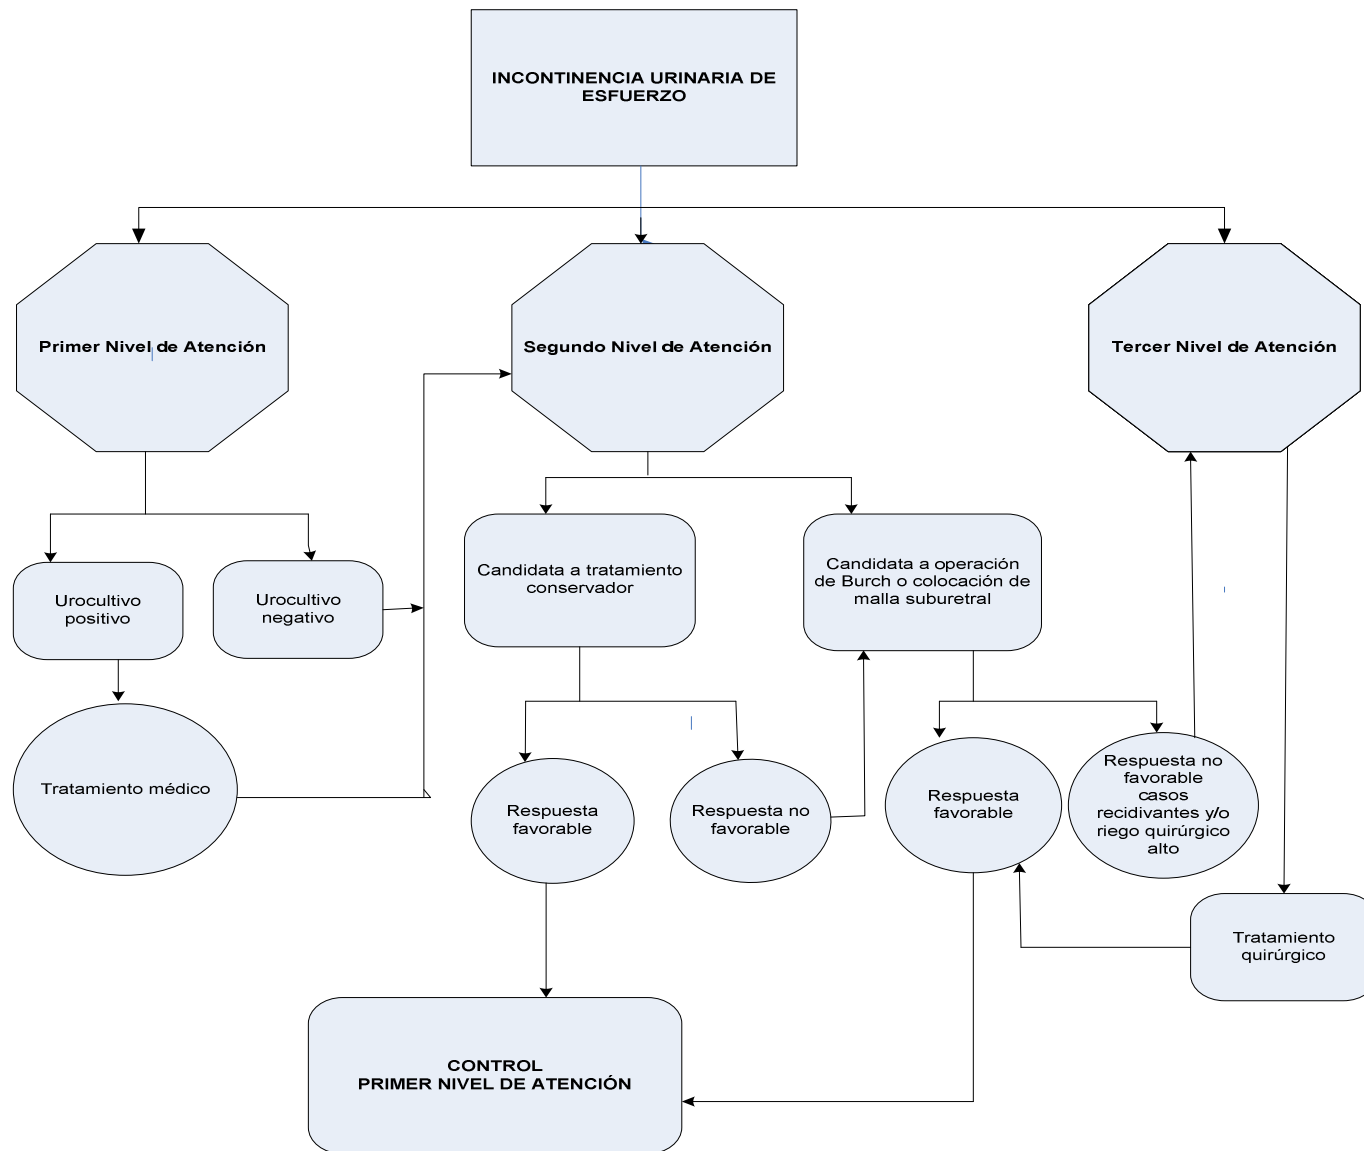 INCONTINENCIA URINARIA DE
ESFUERZO
Primer Nivel de Atención
Segundo Nivel de Atención
Tercer Nivel de Atención
Urocultivo
positivo
Urocultivo
negativo
Candidata a tratamiento
conservador
Candidata a operación
de Burch o colocación de
malla suburetral
Tratamiento médico
Respuesta
favorable
Respuesta no
favorable
Respuesta
favorable
Respuesta no
favorable
casos
recidivantes y/o
riego quirúrgico
alto
Tratamiento
quirúrgico
CONTROL
PRIMER NIVEL DE ATENCIÓN